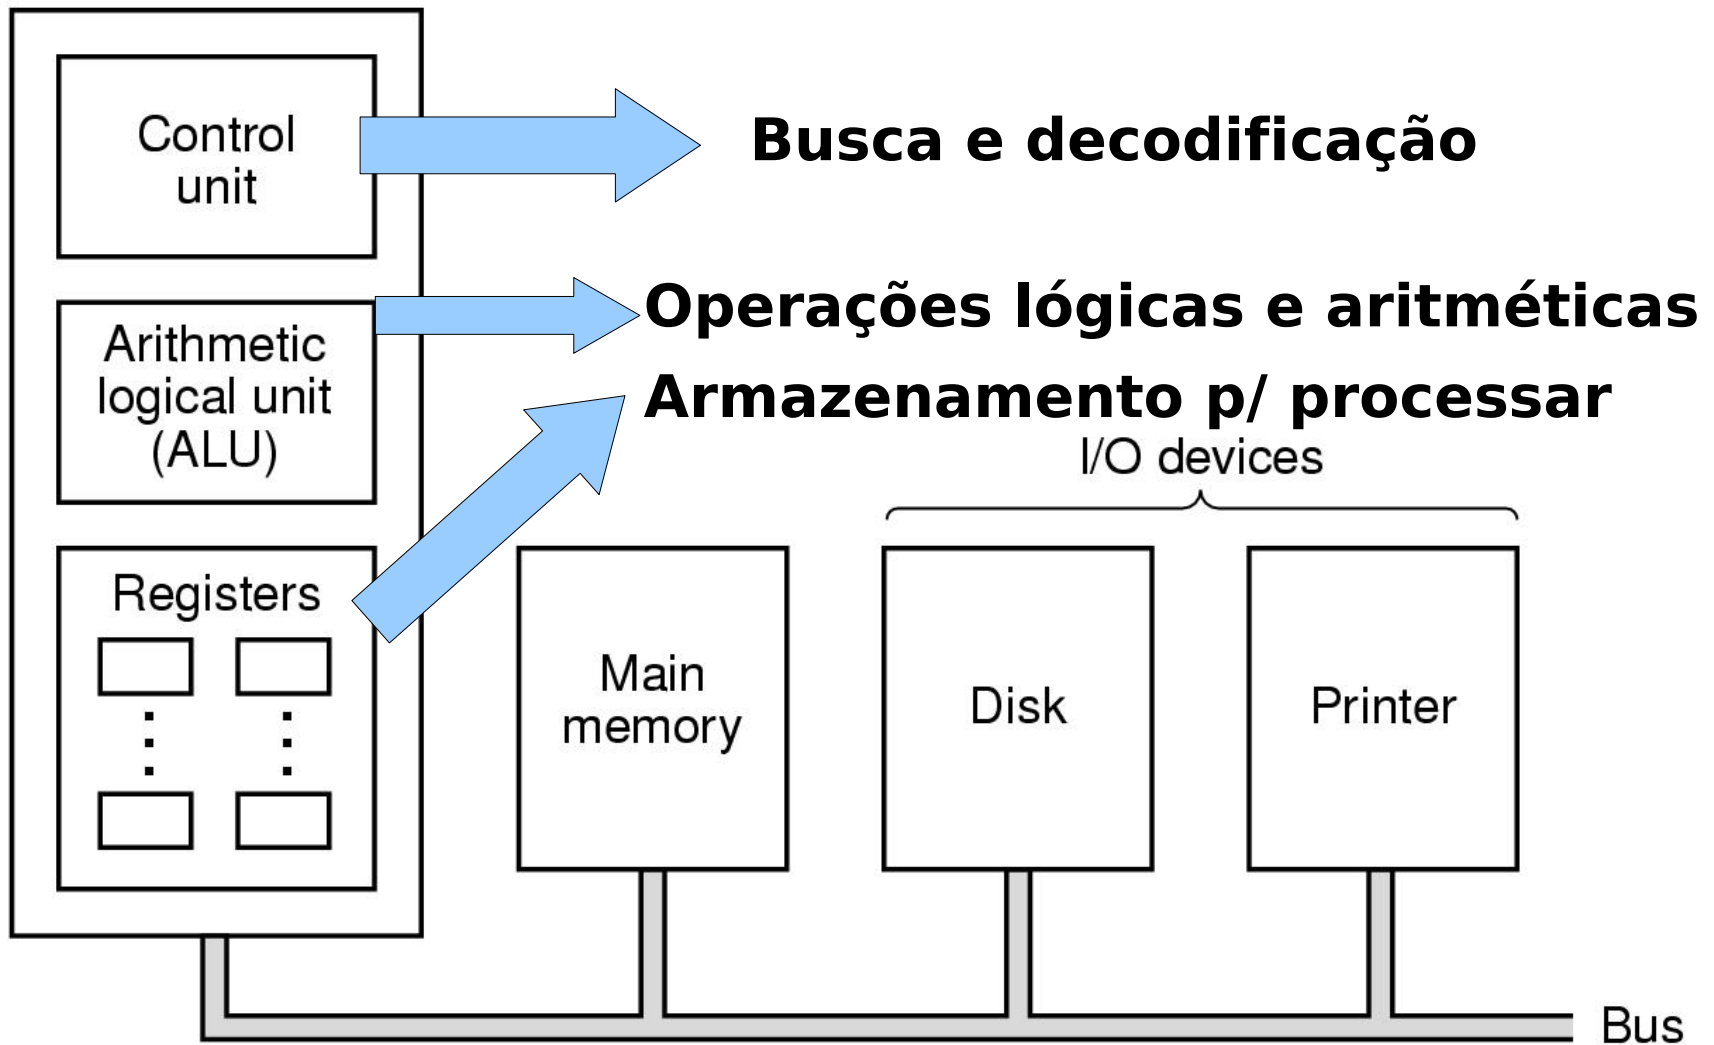 Control
unit
Busca e decodificação
Arithmetic
logical unit
(ALU)
Operações lógicas e aritméticas
Armazenamento p/ processar
I/O devices
Registers
Main
memory
Disk
Printer
Bus